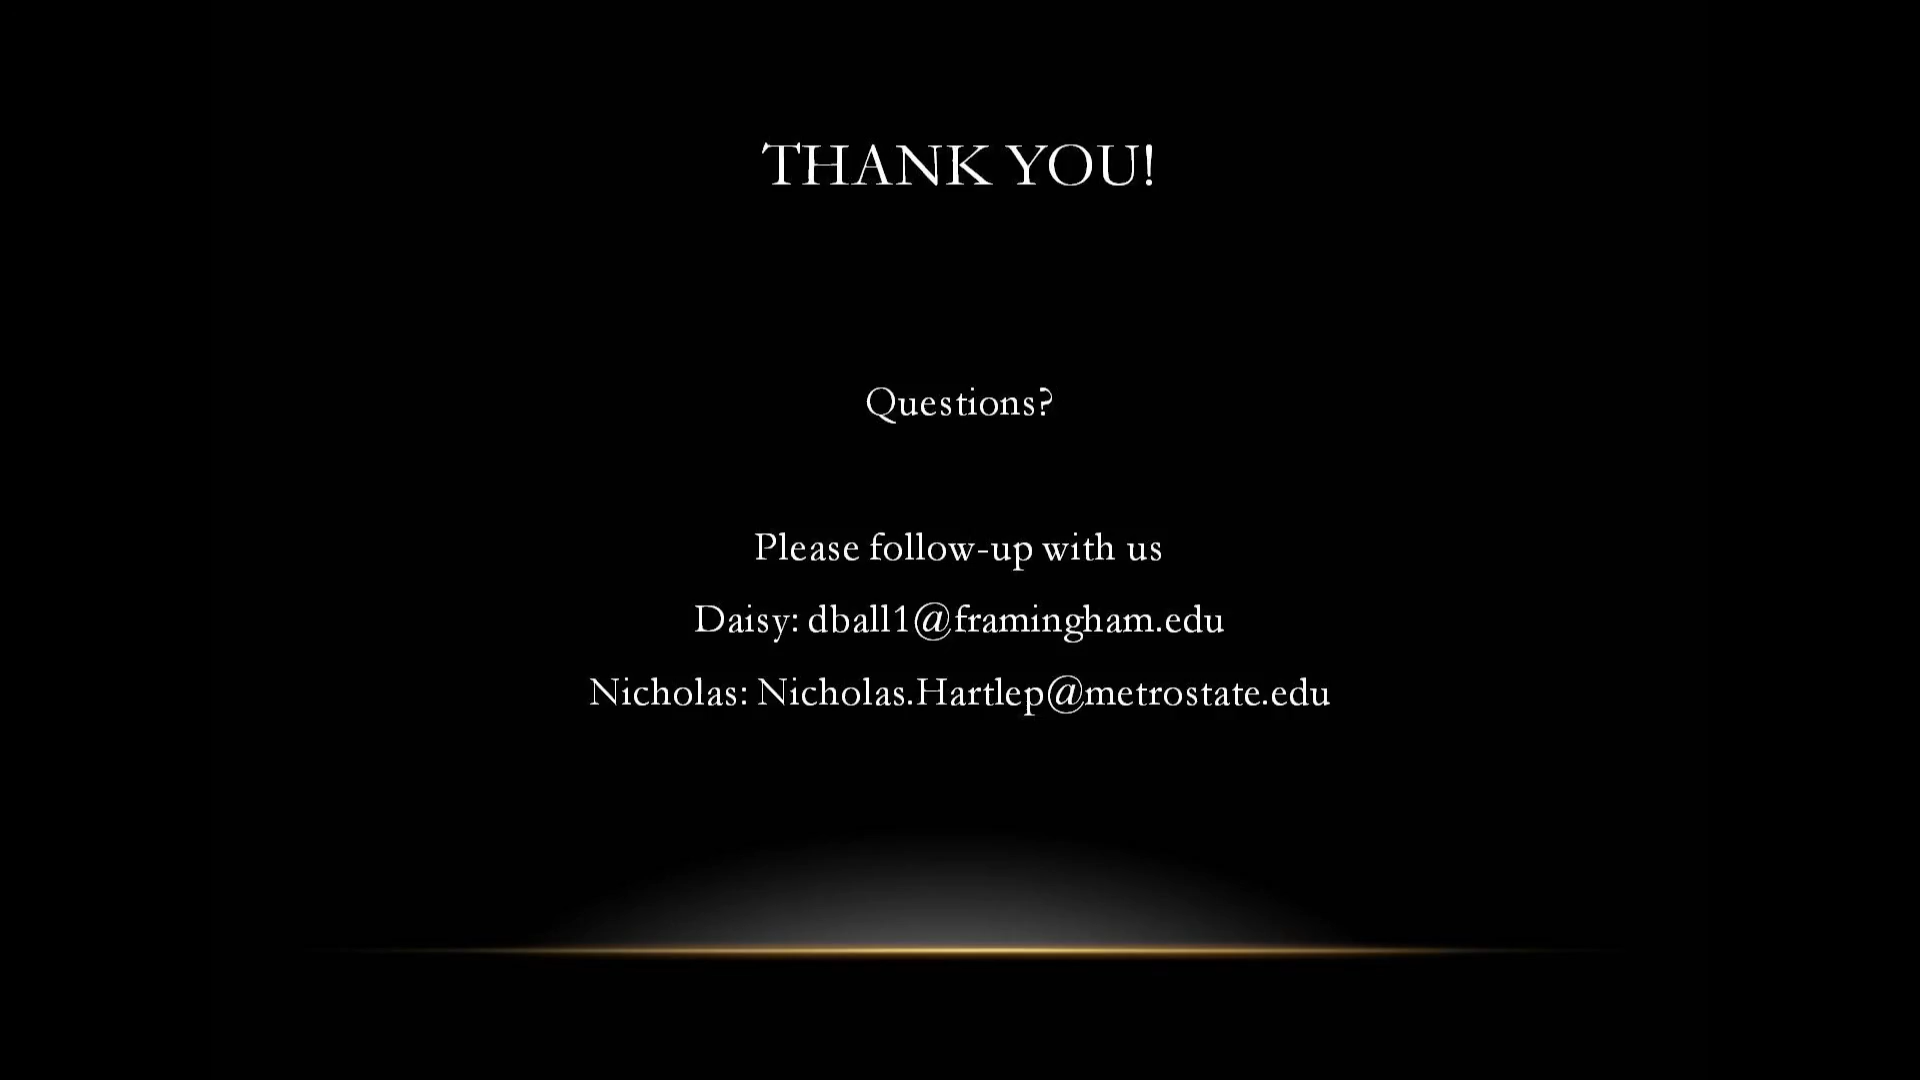 THANK YOU!
Questions?
Please follow-up with us
Daisy: dball1@framingham.edu
Nicholas: Nicholas.Hartlep@metrostate.edu